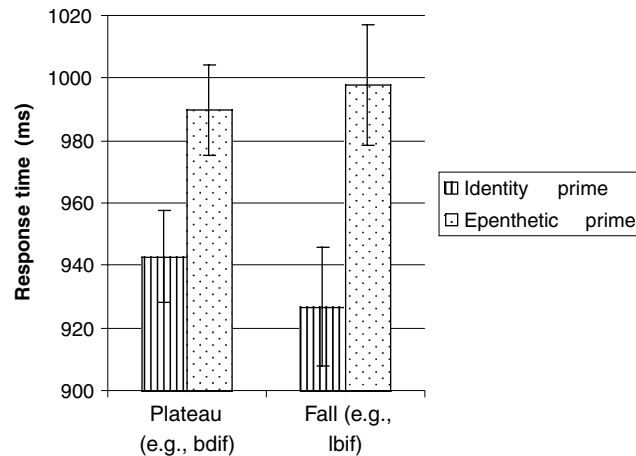 Response time (ms)
1020
1000
980
960
940
920
900
Plateau
(e.g., bdif)
Fall (e.g.,
lbif)
Identity prime
Epenthetic prime